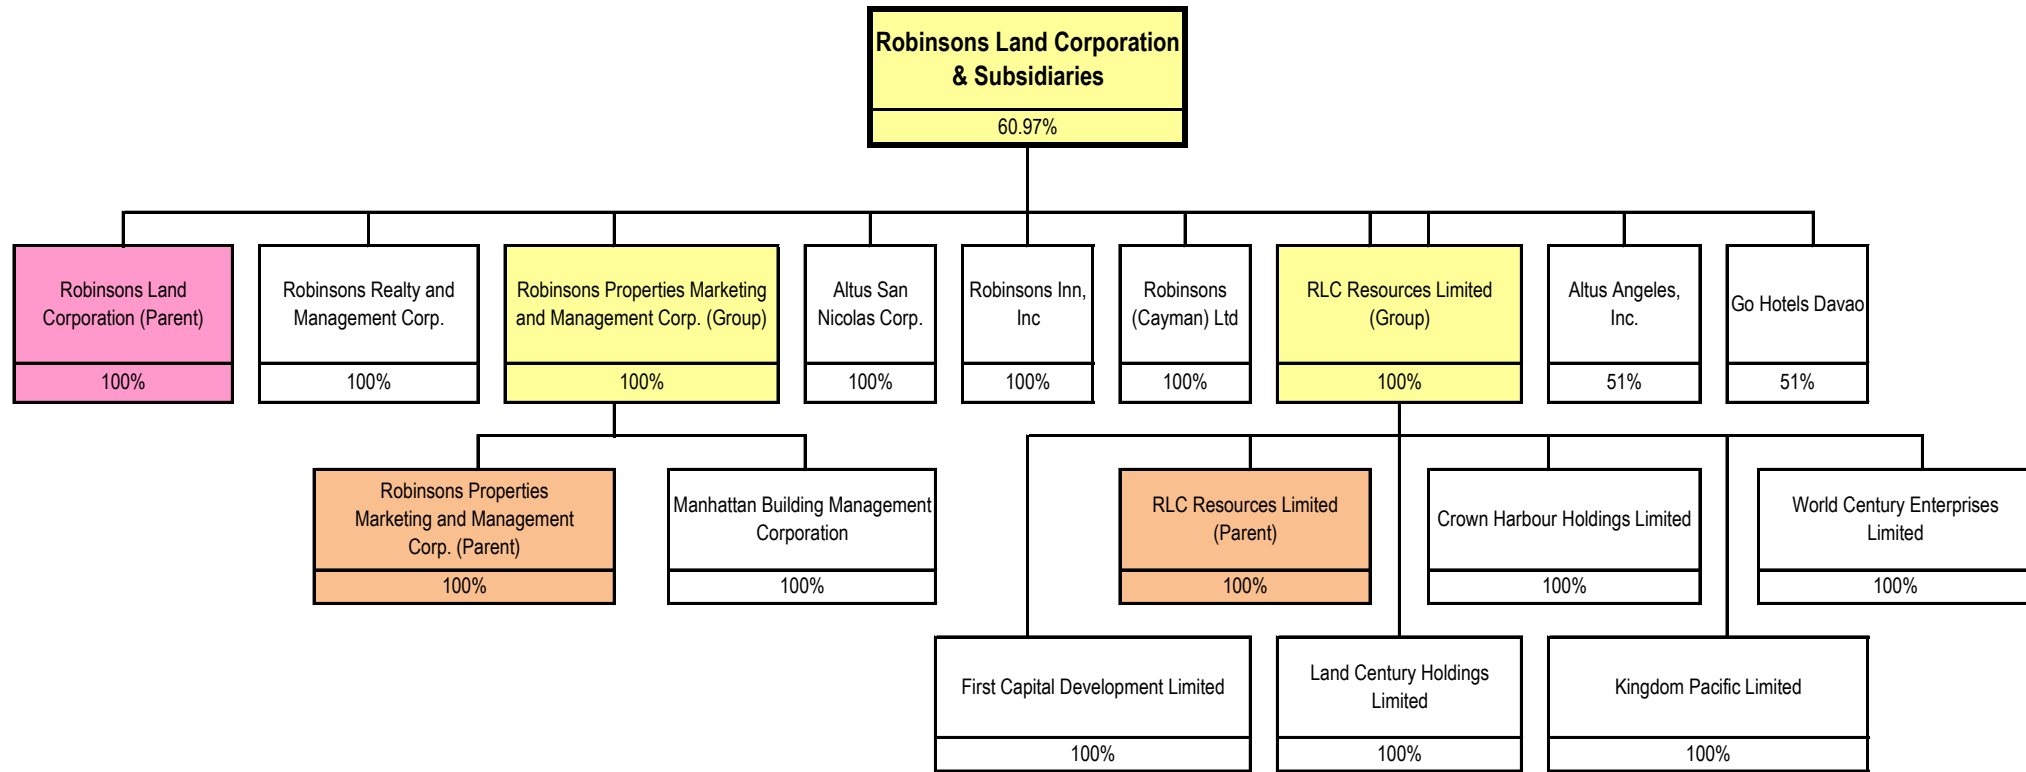 Robinsons Land Corporation
& Subsidiaries
60.97%
Robinsons Land
Corporation (Parent)
100%
Robinsons Realty and
Management Corp.
100%
Robinsons Properties Marketing
and Management Corp. (Group)
100%
Altus San
Nicolas Corp.
100%
Robinsons Inn,
Inc
100%
Robinsons
(Cayman) Ltd
100%
RLC Resources Limited
(Group)
100%
Altus Angeles,
Inc.
51%
Go Hotels Davao
51%
Robinsons Properties
Marketing and Management
Corp. (Parent)
100%
Manhattan Building Management
Corporation
100%
RLC Resources Limited
(Parent)
100%
Crown Harbour Holdings Limited
100%
World Century Enterprises
Limited
100%
First Capital Development Limited
100%
Land Century Holdings
Limited
100%
Kingdom Pacific Limited
100%